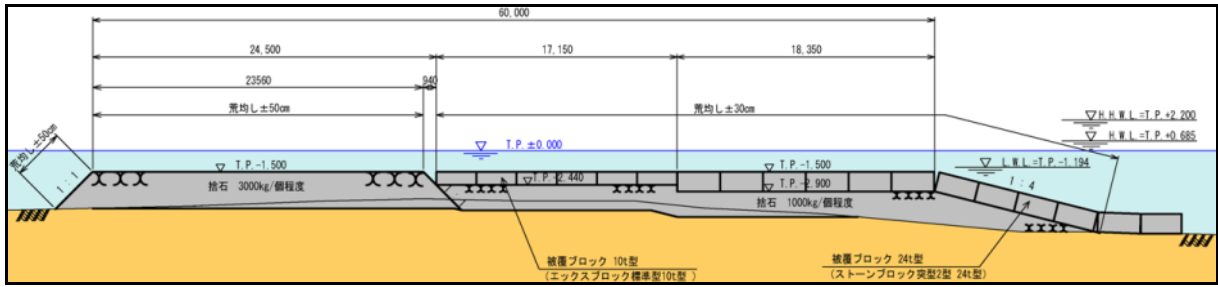 60,000
24,500
17,150
18,350
23560
940
荒均し±50cm
荒均し±30cm
荒均し±50cm
▽H.H.W.L.=T.P.+2.200
▽H.W.L.=T.P.+0.685
▽ T.P.±0.000
▽ L.W.L=T.P.-1.194
▽ T.P.-1.500
▽ T.P.-1.500
1:1
捨石 3000kg/個程度
▽T.P.-2.440
▽T.P.-2.900
1:4
捨石 1000kg/個程度
被覆ブロック 10t型
(エックスブロック標準型10t型 )
被覆ブロック 24t型
(ストーンブロック突型2型 24t型)